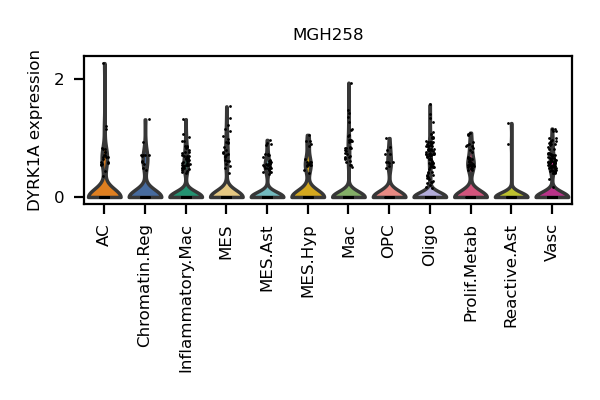 MGH258
DYRK1A expression
2
0
AC
Chromatin.Reg
Inflammatory.Mac
MES
MES.Ast
MES.Hyp
Mac
OPC
Oligo
Prolif.Metab
Reactive.Ast
Vasc